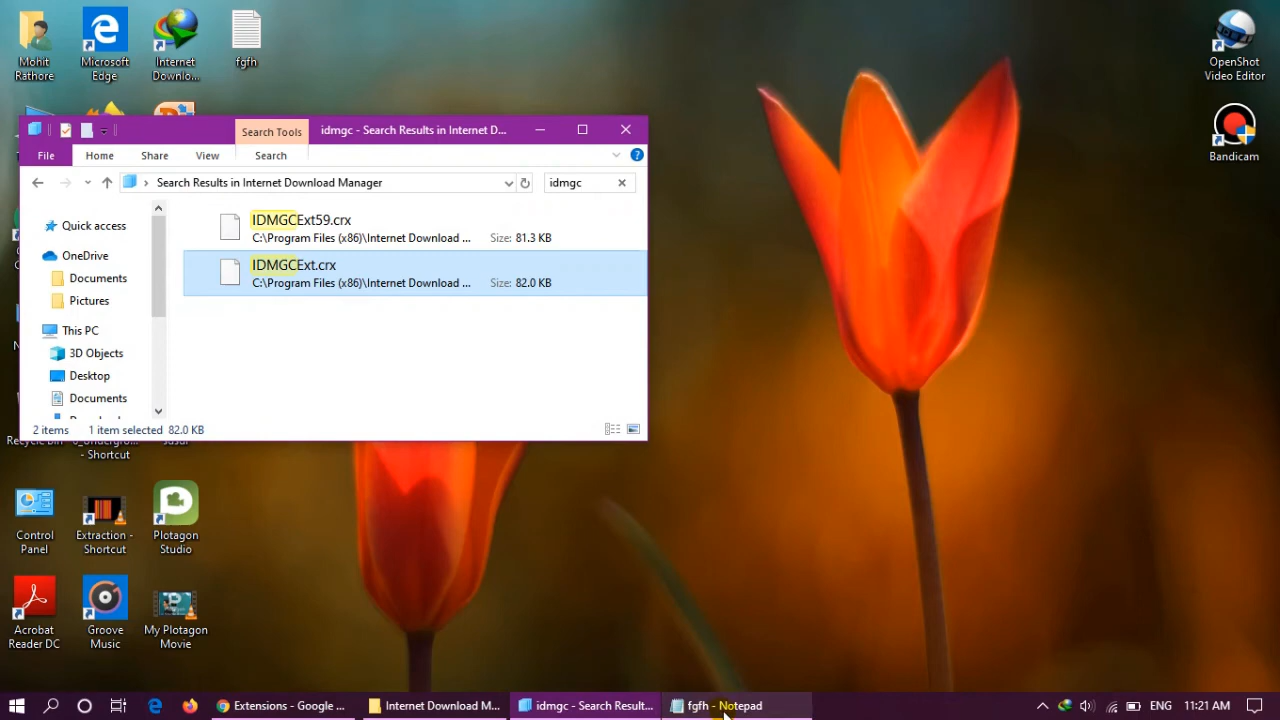 Mohit
Rathore
Microsoft
Edge
Internet
Downlo...
fgfh
OpenShot
Video Editor
Bandicam
Search Tools
idmgc - Search Results in Internet D...
File
Home
Share
View
Search
Search Results in Internet Download Manager
idmgc
Quick access
OneDrive
Documents
Pictures
This PC
3D Objects
Desktop
Documents
IDMGCExt59.crx
C:\Program Files (x86)\Internet Download ...
Size: 81.3 KB
IDMGCExt.crx
C:\Program Files (x86)\Internet Download ...
Size: 82.0 KB
2 items
1 item selected 82.0 KB
- Shortcut
Control
Panel
Extraction -
Shortcut
Plotagon
Studio
Acrobat
Reader DC
Groove
Music
My Plotagon
Movie
Extensions - Google ...
Internet Download M...
idmgc - Search Result...
fgfh - Notepad
ENG
11:21 AM